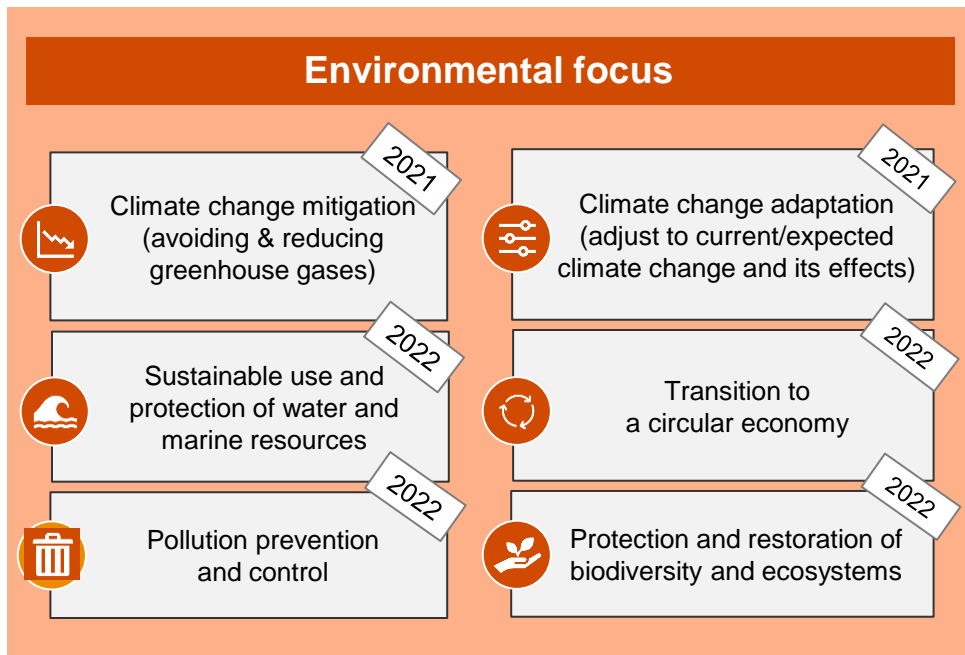 Environmental focus
2021
Climate change mitigation
(avoiding & reducing
greenhouse gases)
2021
Climate change adaptation
(adjust to current/expected
climate change and its effects)
2022
Sustainable use and
protection of water and
marine resources
2022
Transition to
a circular economy
2022
Pollution prevention
and control
2022
Protection and restoration of
biodiversity and ecosystems